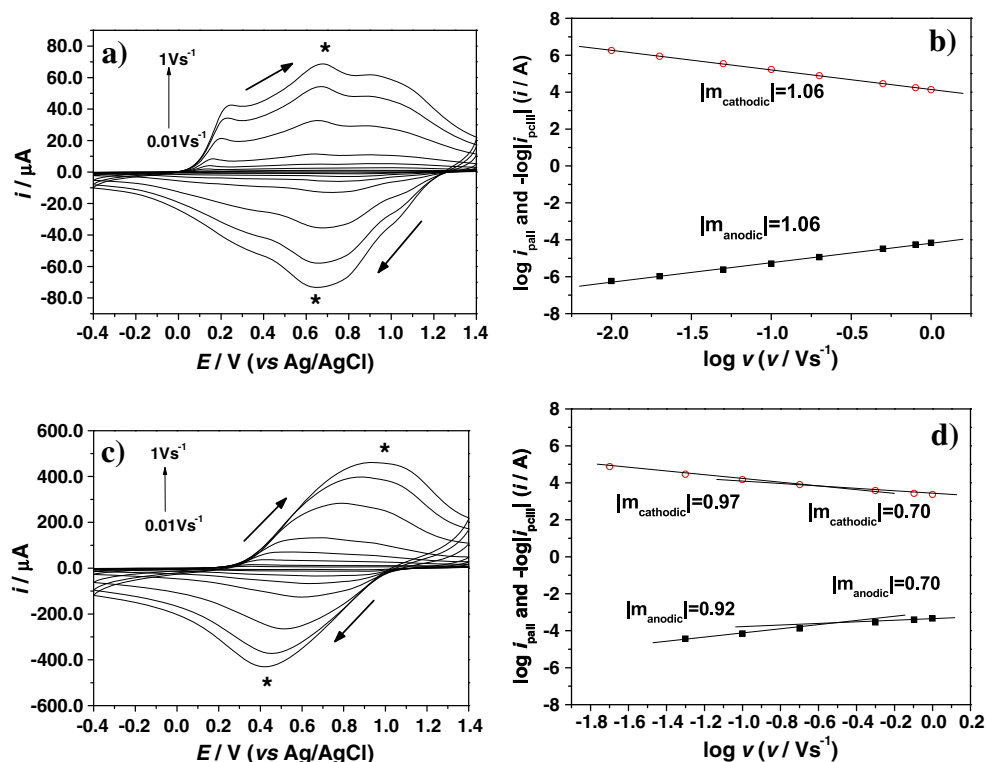 a)
1Vs⁻¹
0.01Vs⁻¹
*
*
80.0
60.0
40.0
20.0
0.0
-20.0
-40.0
-60.0
-80.0
i / μA
-0.4 -0.2 0.0 0.2 0.4 0.6 0.8 1.0 1.2 1.4
E / V (vs Ag/AgCl)
b)
|m_cathodic|=1.06
|m_anodic|=1.06
8
6
4
2
0
-2
-4
-6
-8
log i_paII and -log|i_pcIII| (i / A)
-2.0 -1.5 -1.0 -0.5 0.0
log v (v / Vs⁻¹)
c)
1Vs⁻¹
0.01Vs⁻¹
*
*
600.0
400.0
200.0
0.0
-200.0
-400.0
-600.0
i / μA
-0.4 -0.2 0.0 0.2 0.4 0.6 0.8 1.0 1.2 1.4
E / V (vs Ag/AgCl)
d)
|m_cathodic|=0.97
|m_cathodic|=0.70
|m_anodic|=0.92
|m_anodic|=0.70
8
6
4
2
0
-2
-4
-6
-8
log i_paII and -log|i_pcIII| (i / A)
-1.8 -1.6 -1.4 -1.2 -1.0 -0.8 -0.6 -0.4 -0.2 0.0 0.2
log v (v / Vs⁻¹)